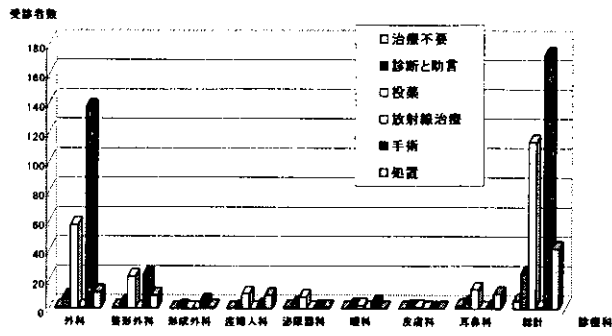 受診者数
180
160
140
120
100
80
60
40
20
0
治療不要
診断と助言
投薬
放射線治療
手術
処置
外科 整形外科 形成外科 産婦人科 泌尿器科 眼科 皮膚科 耳鼻科 総計 診療科